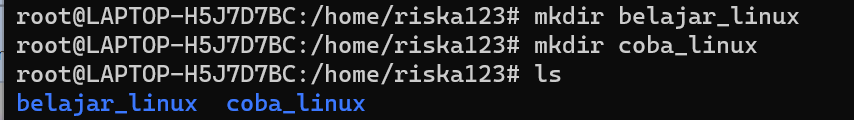 root@LAPTOP-H5J7D7BC:/home/riska123# mkdir belajar_linux
root@LAPTOP-H5J7D7BC:/home/riska123# mkdir coba_linux
root@LAPTOP-H5J7D7BC:/home/riska123# ls
belajar_linux  coba_linux